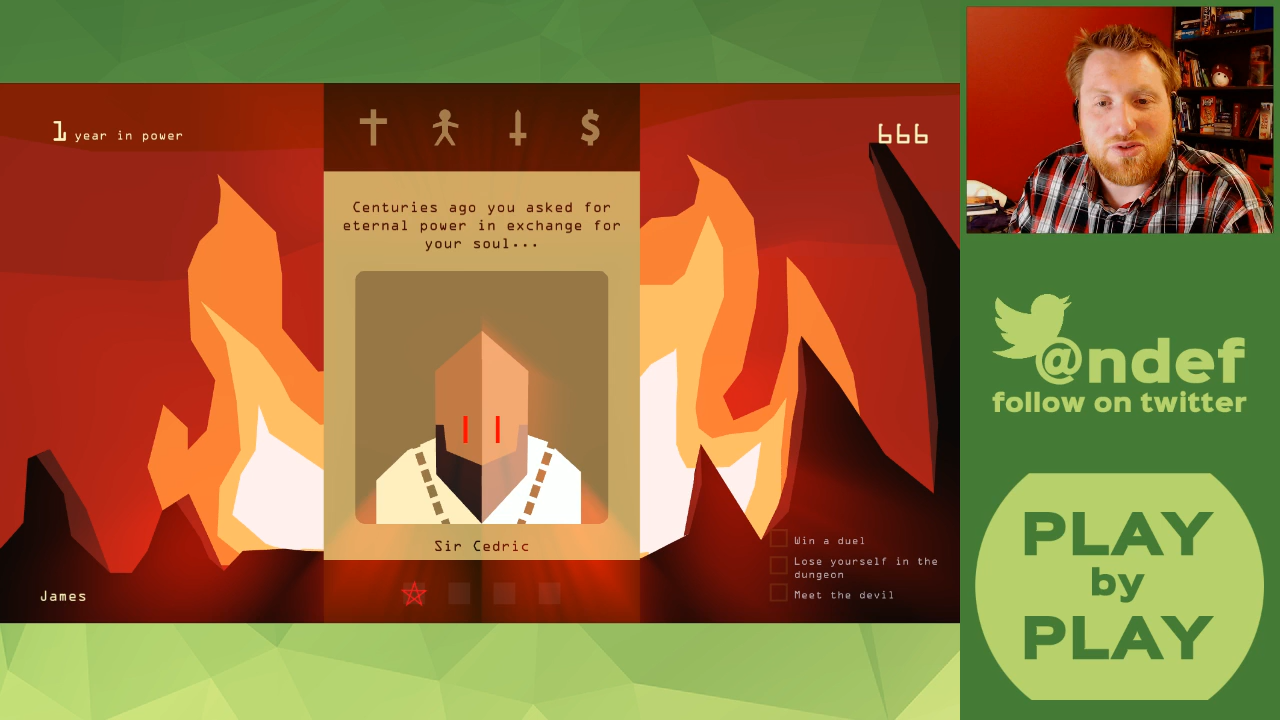 1 year in power
666
Centuries ago you asked for
eternal power in exchange for
your soul...
Sir Cedric
James
Win a duel
Lose yourself in the
dungeon
Meet the devil
@ndef
follow on twitter
PLAY
by
PLAY